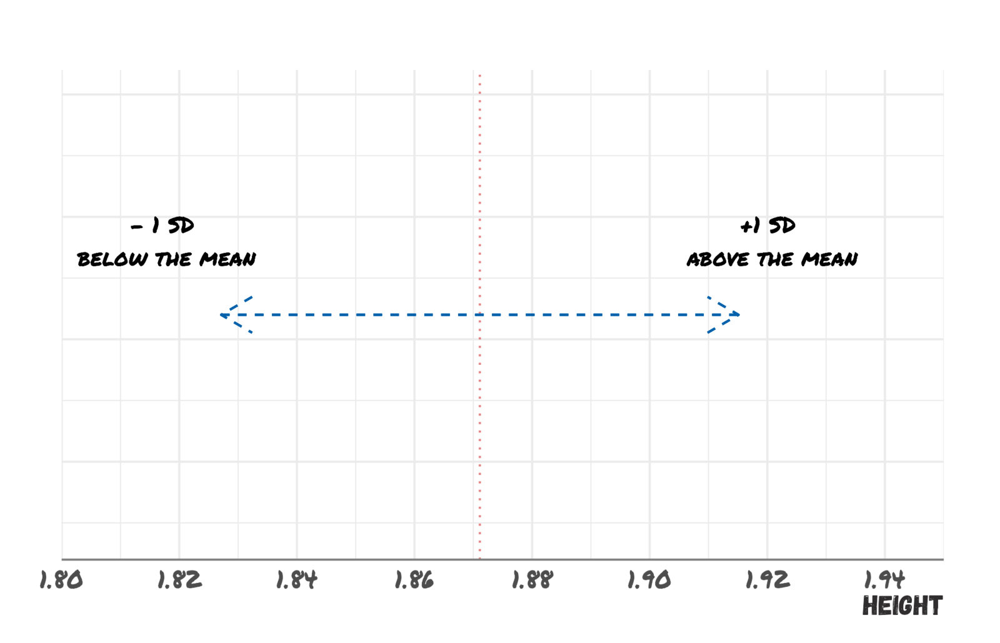 - 1 SD
BELOW THE MEAN
+1 SD
ABOVE THE MEAN
1.80 1.82 1.84 1.86 1.88 1.90 1.92 1.94
HEIGHT